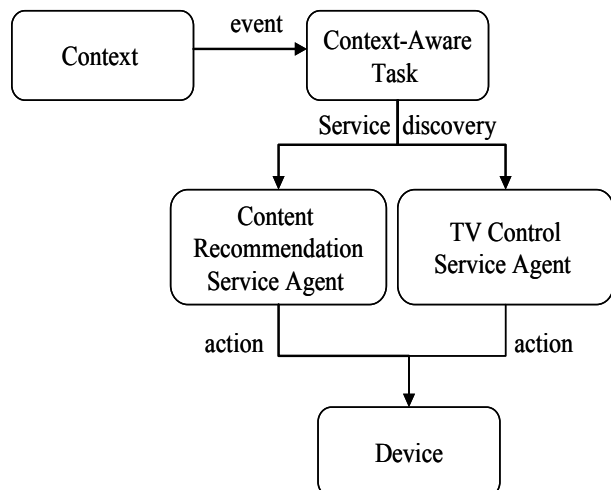 event
Context
Context-Aware
Task
Service discovery
Content
Recommendation
Service Agent
TV Control
Service Agent
action
action
Device